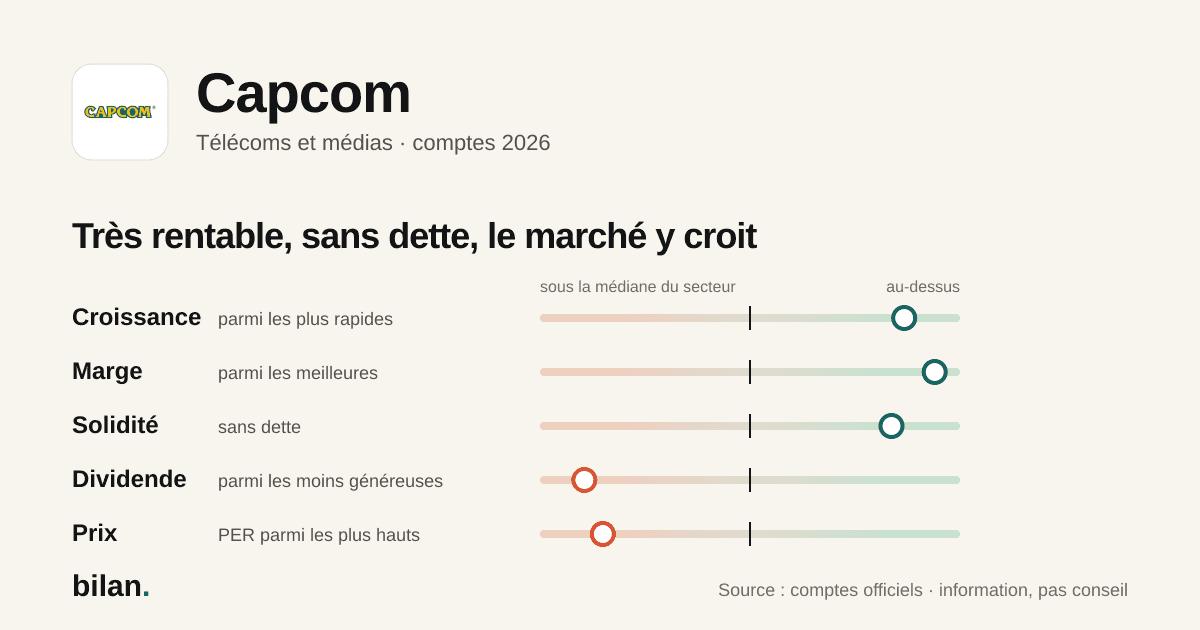 CAPCOM
Capcom
Télécoms et médias · comptes 2026
Très rentable, sans dette, le marché y croit
sous la médiane du secteur au-dessus
Croissance parmi les plus rapides
Marge parmi les meilleures
Solidité sans dette
Dividende parmi les moins généreuses
Prix PER parmi les plus hauts
bilan.
Source : comptes officiels · information, pas conseil